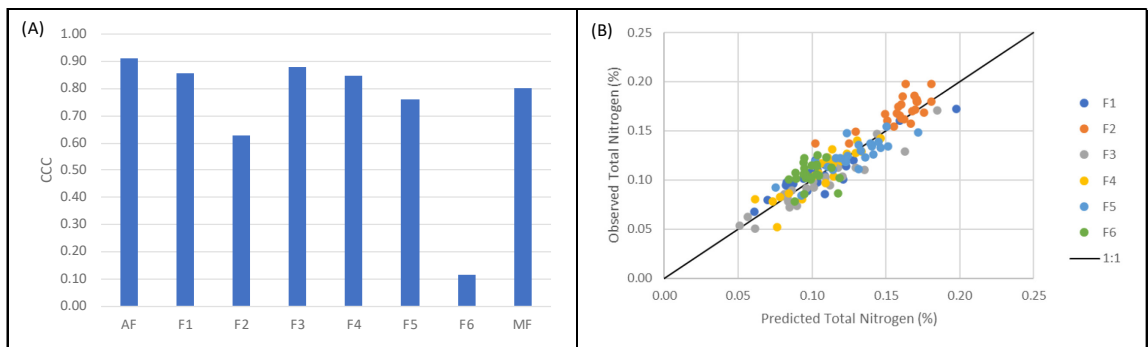 (A)
1.00
0.90
0.80
0.70
0.60
0.50
0.40
0.30
0.20
0.10
0.00
CCC
AF F1 F2 F3 F4 F5 F6 MF
(B)
0.25
0.20
0.15
0.10
0.05
0.00
Observed Total Nitrogen (%)
0.00 0.05 0.10 0.15 0.20 0.25
Predicted Total Nitrogen (%)
F1
F2
F3
F4
F5
F6
1:1